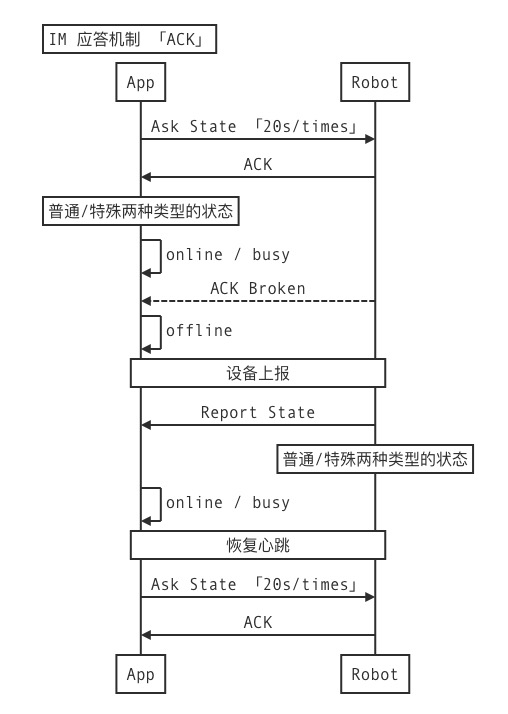 IM 应答机制 「ACK」
App
Robot
Ask State 「20s/times」
ACK
普通/特殊两种类型的状态
online / busy
ACK Broken
offline
设备上报
Report State
普通/特殊两种类型的状态
online / busy
恢复心跳
Ask State 「20s/times」
ACK
App
Robot